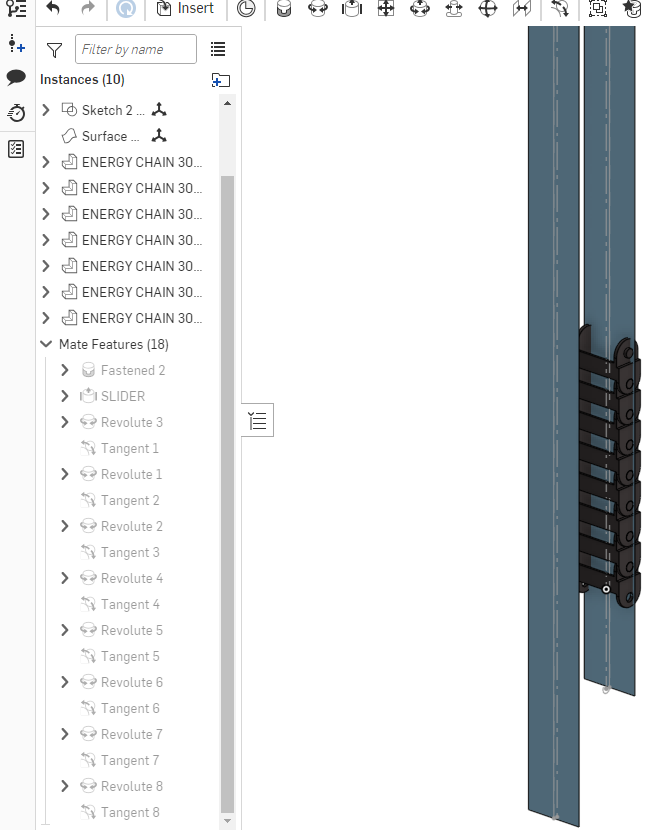 Insert
Filter by name
Instances (10)
Sketch 2 ...
Surface ...
ENERGY CHAIN 30...
ENERGY CHAIN 30...
ENERGY CHAIN 30...
ENERGY CHAIN 30...
ENERGY CHAIN 30...
ENERGY CHAIN 30...
ENERGY CHAIN 30...
Mate Features (18)
Fastened 2
SLIDER
Revolute 3
Tangent 1
Revolute 1
Tangent 2
Revolute 2
Tangent 3
Revolute 4
Tangent 4
Revolute 5
Tangent 5
Revolute 6
Tangent 6
Revolute 7
Tangent 7
Revolute 8
Tangent 8